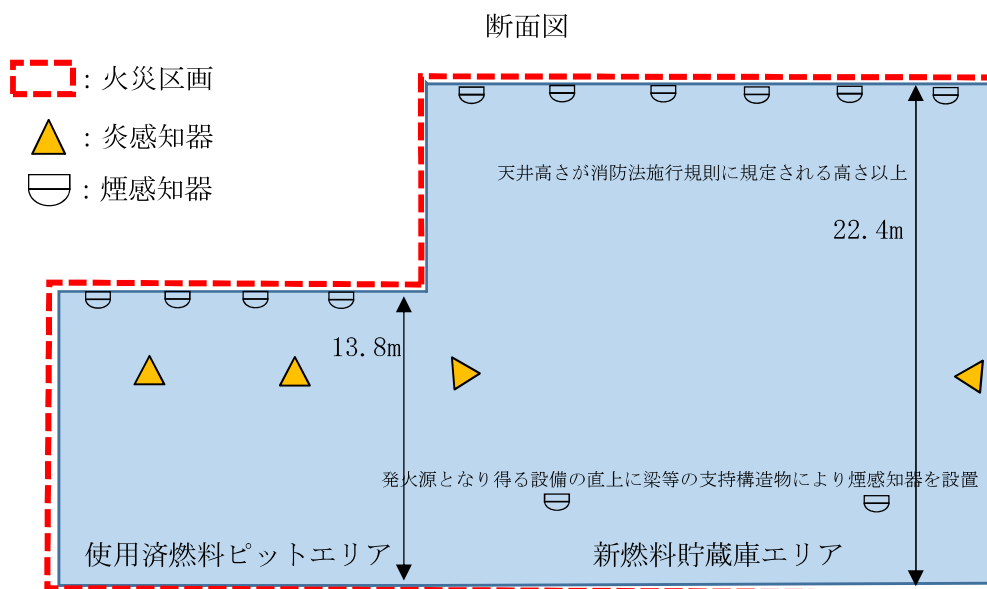 断面図
：火災区画
：炎感知器
：煙感知器
天井高さが消防法施行規則に規定される高さ以上
22.4m
13.8m
発火源となり得る設備の直上に梁等の支持構造物により煙感知器を設置
使用済燃料ピットエリア
新燃料貯蔵庫エリア